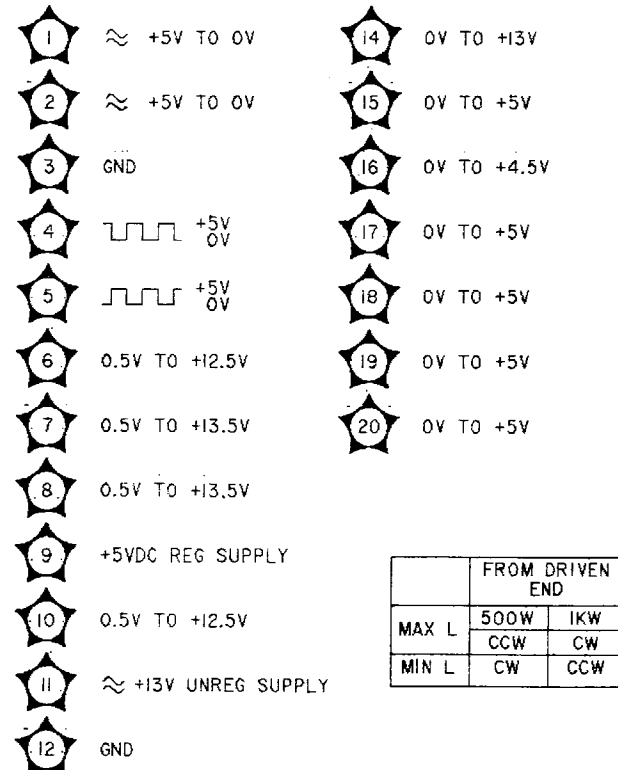 1 ≈ +5V TO 0V
2 ≈ +5V TO 0V
3 GND
4 +5V
0V
5 +5V
0V
6 0.5V TO +12.5V
7 0.5V TO +13.5V
8 0.5V TO +13.5V
9 +5VDC REG SUPPLY
10 0.5V TO +12.5V
11 ≈ +13V UNREG SUPPLY
12 GND
14 0V TO +13V
15 0V TO +5V
16 0V TO +4.5V
17 0V TO +5V
18 0V TO +5V
19 0V TO +5V
20 0V TO +5V
FROM DRIVEN
END
MAX L 500W 1KW
CCW CW
MIN L CW CCW